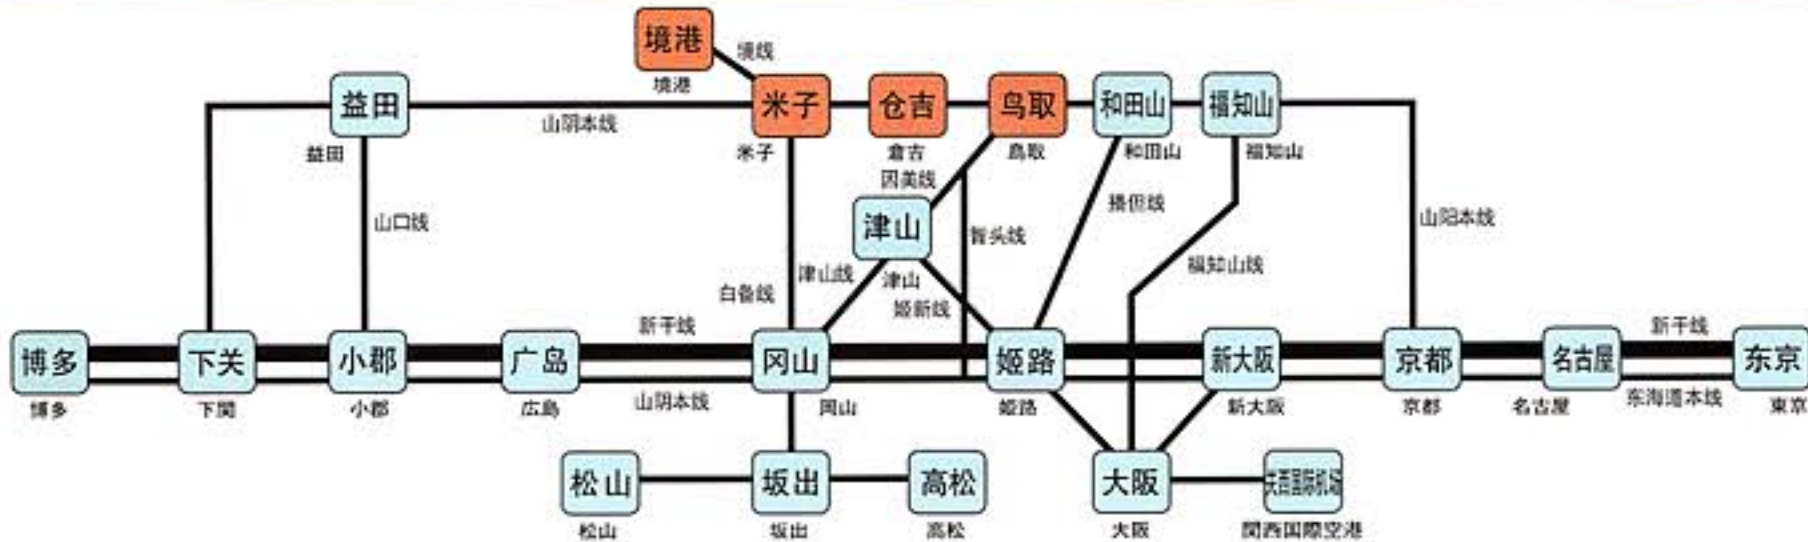 境港
境线
境港
益田
米子
仓吉
鸟取
和田山
福知山
山阴本线
益田
米子
倉吉
鳥取
和田山
福知山
因美线
山口线
津山
播但线
山阳本线
智头线
福知山线
津山线
津山
白备线
姬新线
新干线
新干线
博多
下关
小郡
广岛
冈山
姬路
新大阪
京都
名古屋
东京
博多
下関
小郡
広島
山阴本线
岡山
姫路
新大阪
京都
名古屋
东海道本线
東京
松山
坂出
高松
大阪
关西国际机场
松山
坂出
高松
大阪
関西国際空港